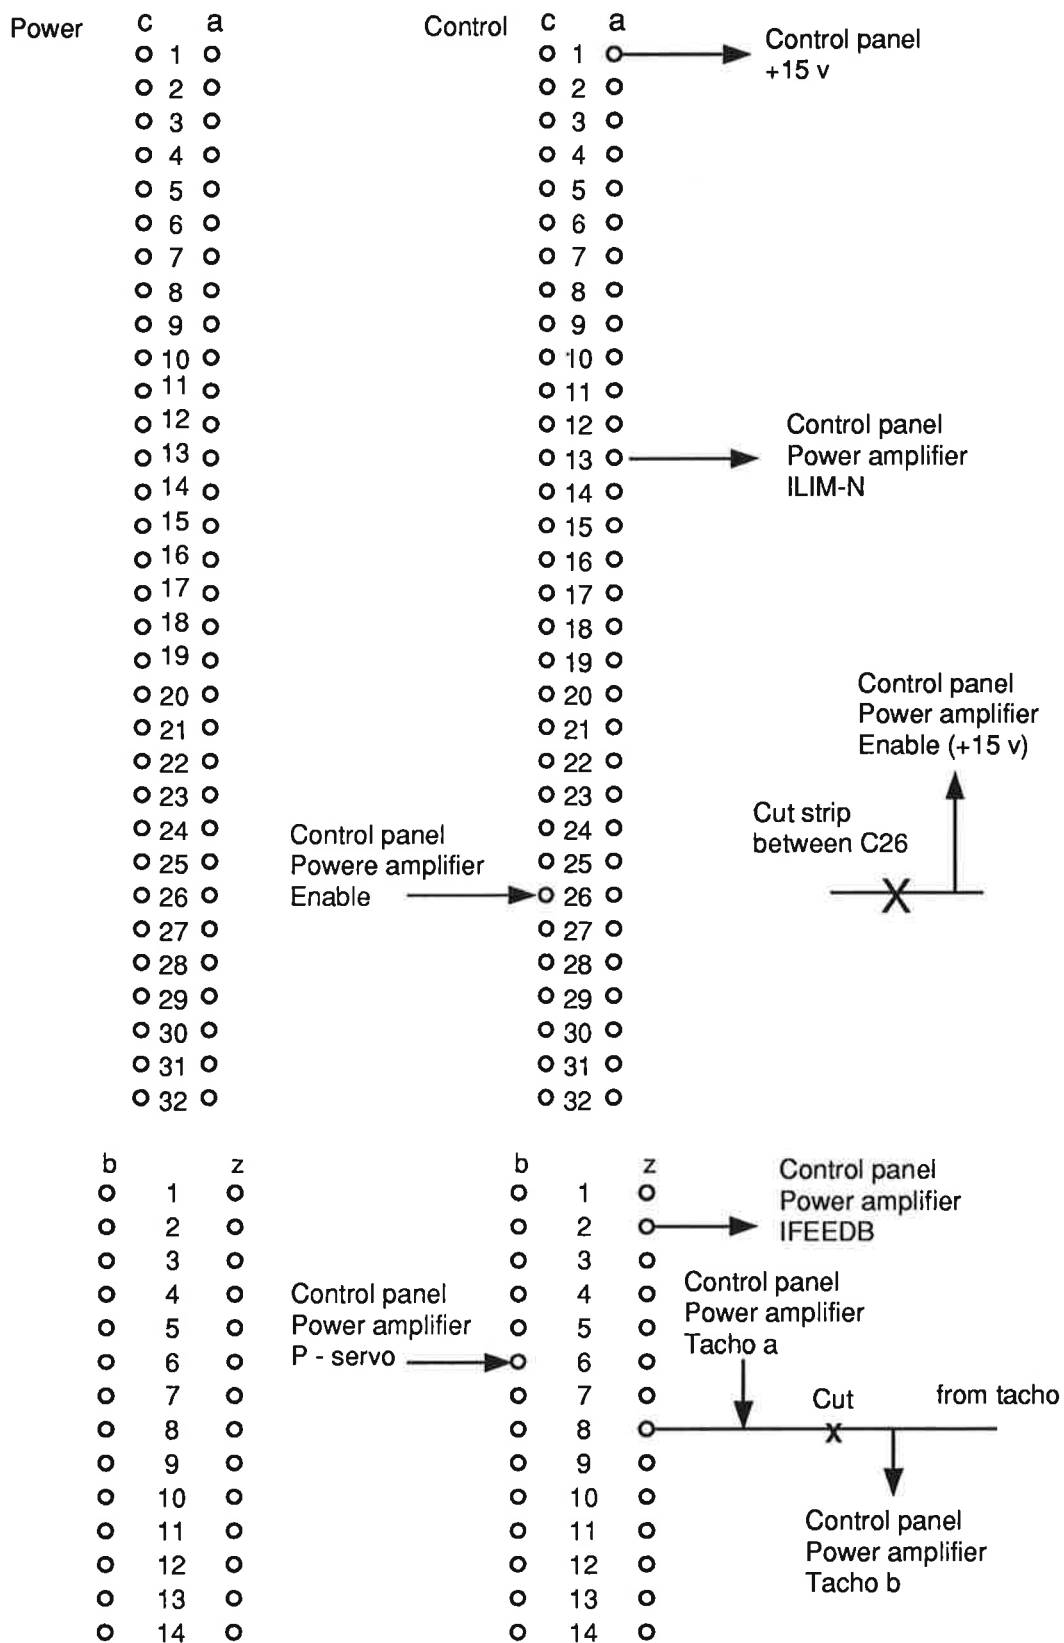 Power c a Control c a
1 1 Control panel
+15 v
2 2
3 3
4 4
5 5
6 6
7 7
8 8
9 9
10 10
11 11
12 12 Control panel
13 13 Power amplifier
14 14 ILIM-N
15 15
16 16
17 17
18 18
19 19
20 20
21 21
22 22
23 23
24 24
25 25
26 26
27 27
28 28
29 29
30 30
31 31
32 32
Control panel
Power amplifier
Enable (+15 v)
Cut strip
between C26
X
Control panel
Powere amplifier
Enable
b z b z
1 1
2 2
3 3
4 4
5 5
6 6
7 7
8 8
9 9
10 10
11 11
12 12
13 13
14 14
Control panel
Power amplifier
IFEEDB
Control panel
Power amplifier
P - servo
Control panel
Power amplifier
Tacho a
Cut from tacho
x
Control panel
Power amplifier
Tacho b